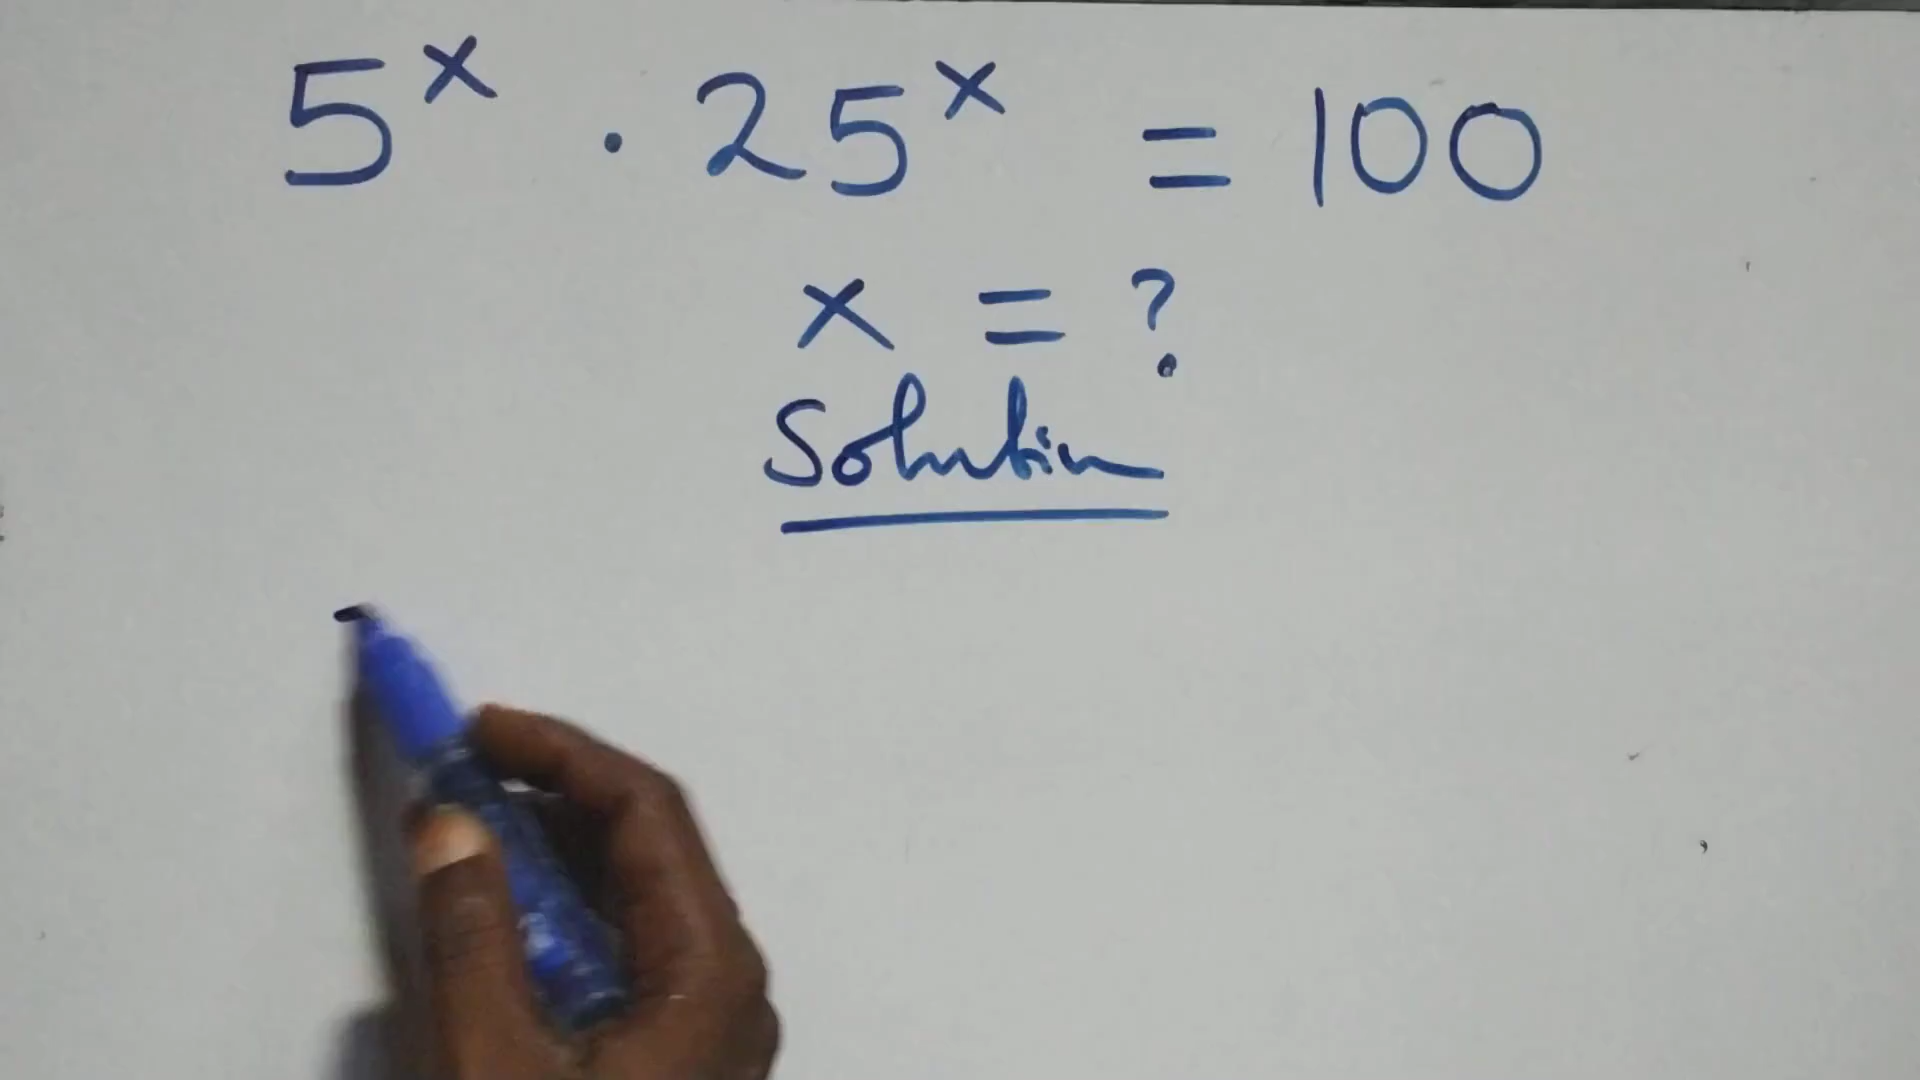 5^x · 25^x = 100
x = ?
Solution